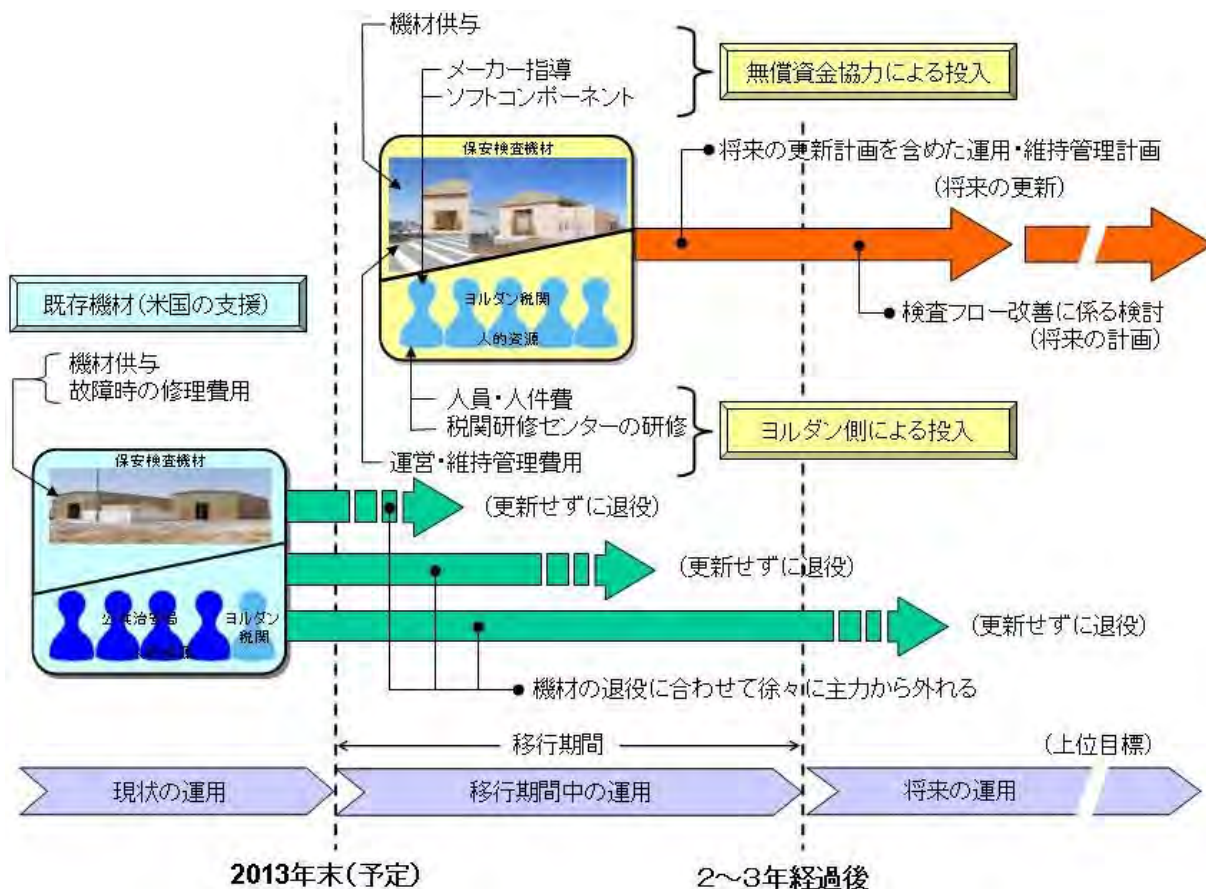 機材供与
メーカー指導
ソフトコンポーネント
無償資金協力による投入
保安検査機材
ヨルダン税関
人的資源
将来の更新計画を含めた運用・維持管理計画
(将来の更新)
検査フロー改善に係る検討
(将来の計画)
既存機材(米国の支援)
機材供与
故障時の修理費用
人員・人件費
税関研修センターの研修
運営・維持管理費用
ヨルダン側による投入
保安検査機材
公共治安局
ヨルダン
税関
(更新せずに退役)
(更新せずに退役)
(更新せずに退役)
機材の退役に合わせて徐々に主力から外れる
移行期間
(上位目標)
現状の運用
移行期間中の運用
将来の運用
2013年末(予定)
2~3年経過後